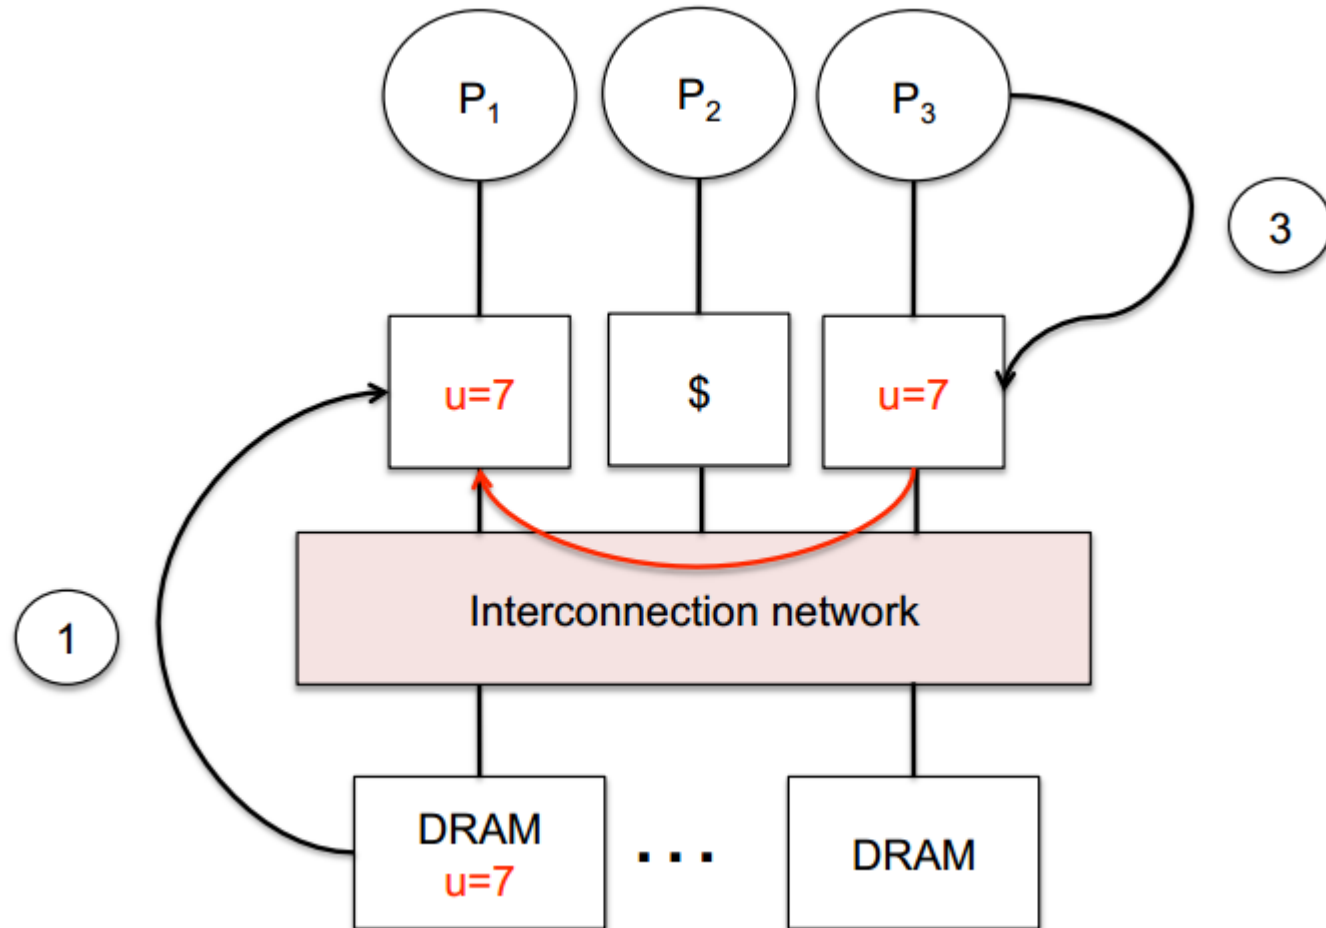 P₁
P₂
P₃
3
u=7
$
u=7
Interconnection network
1
DRAM
u=7
...
DRAM